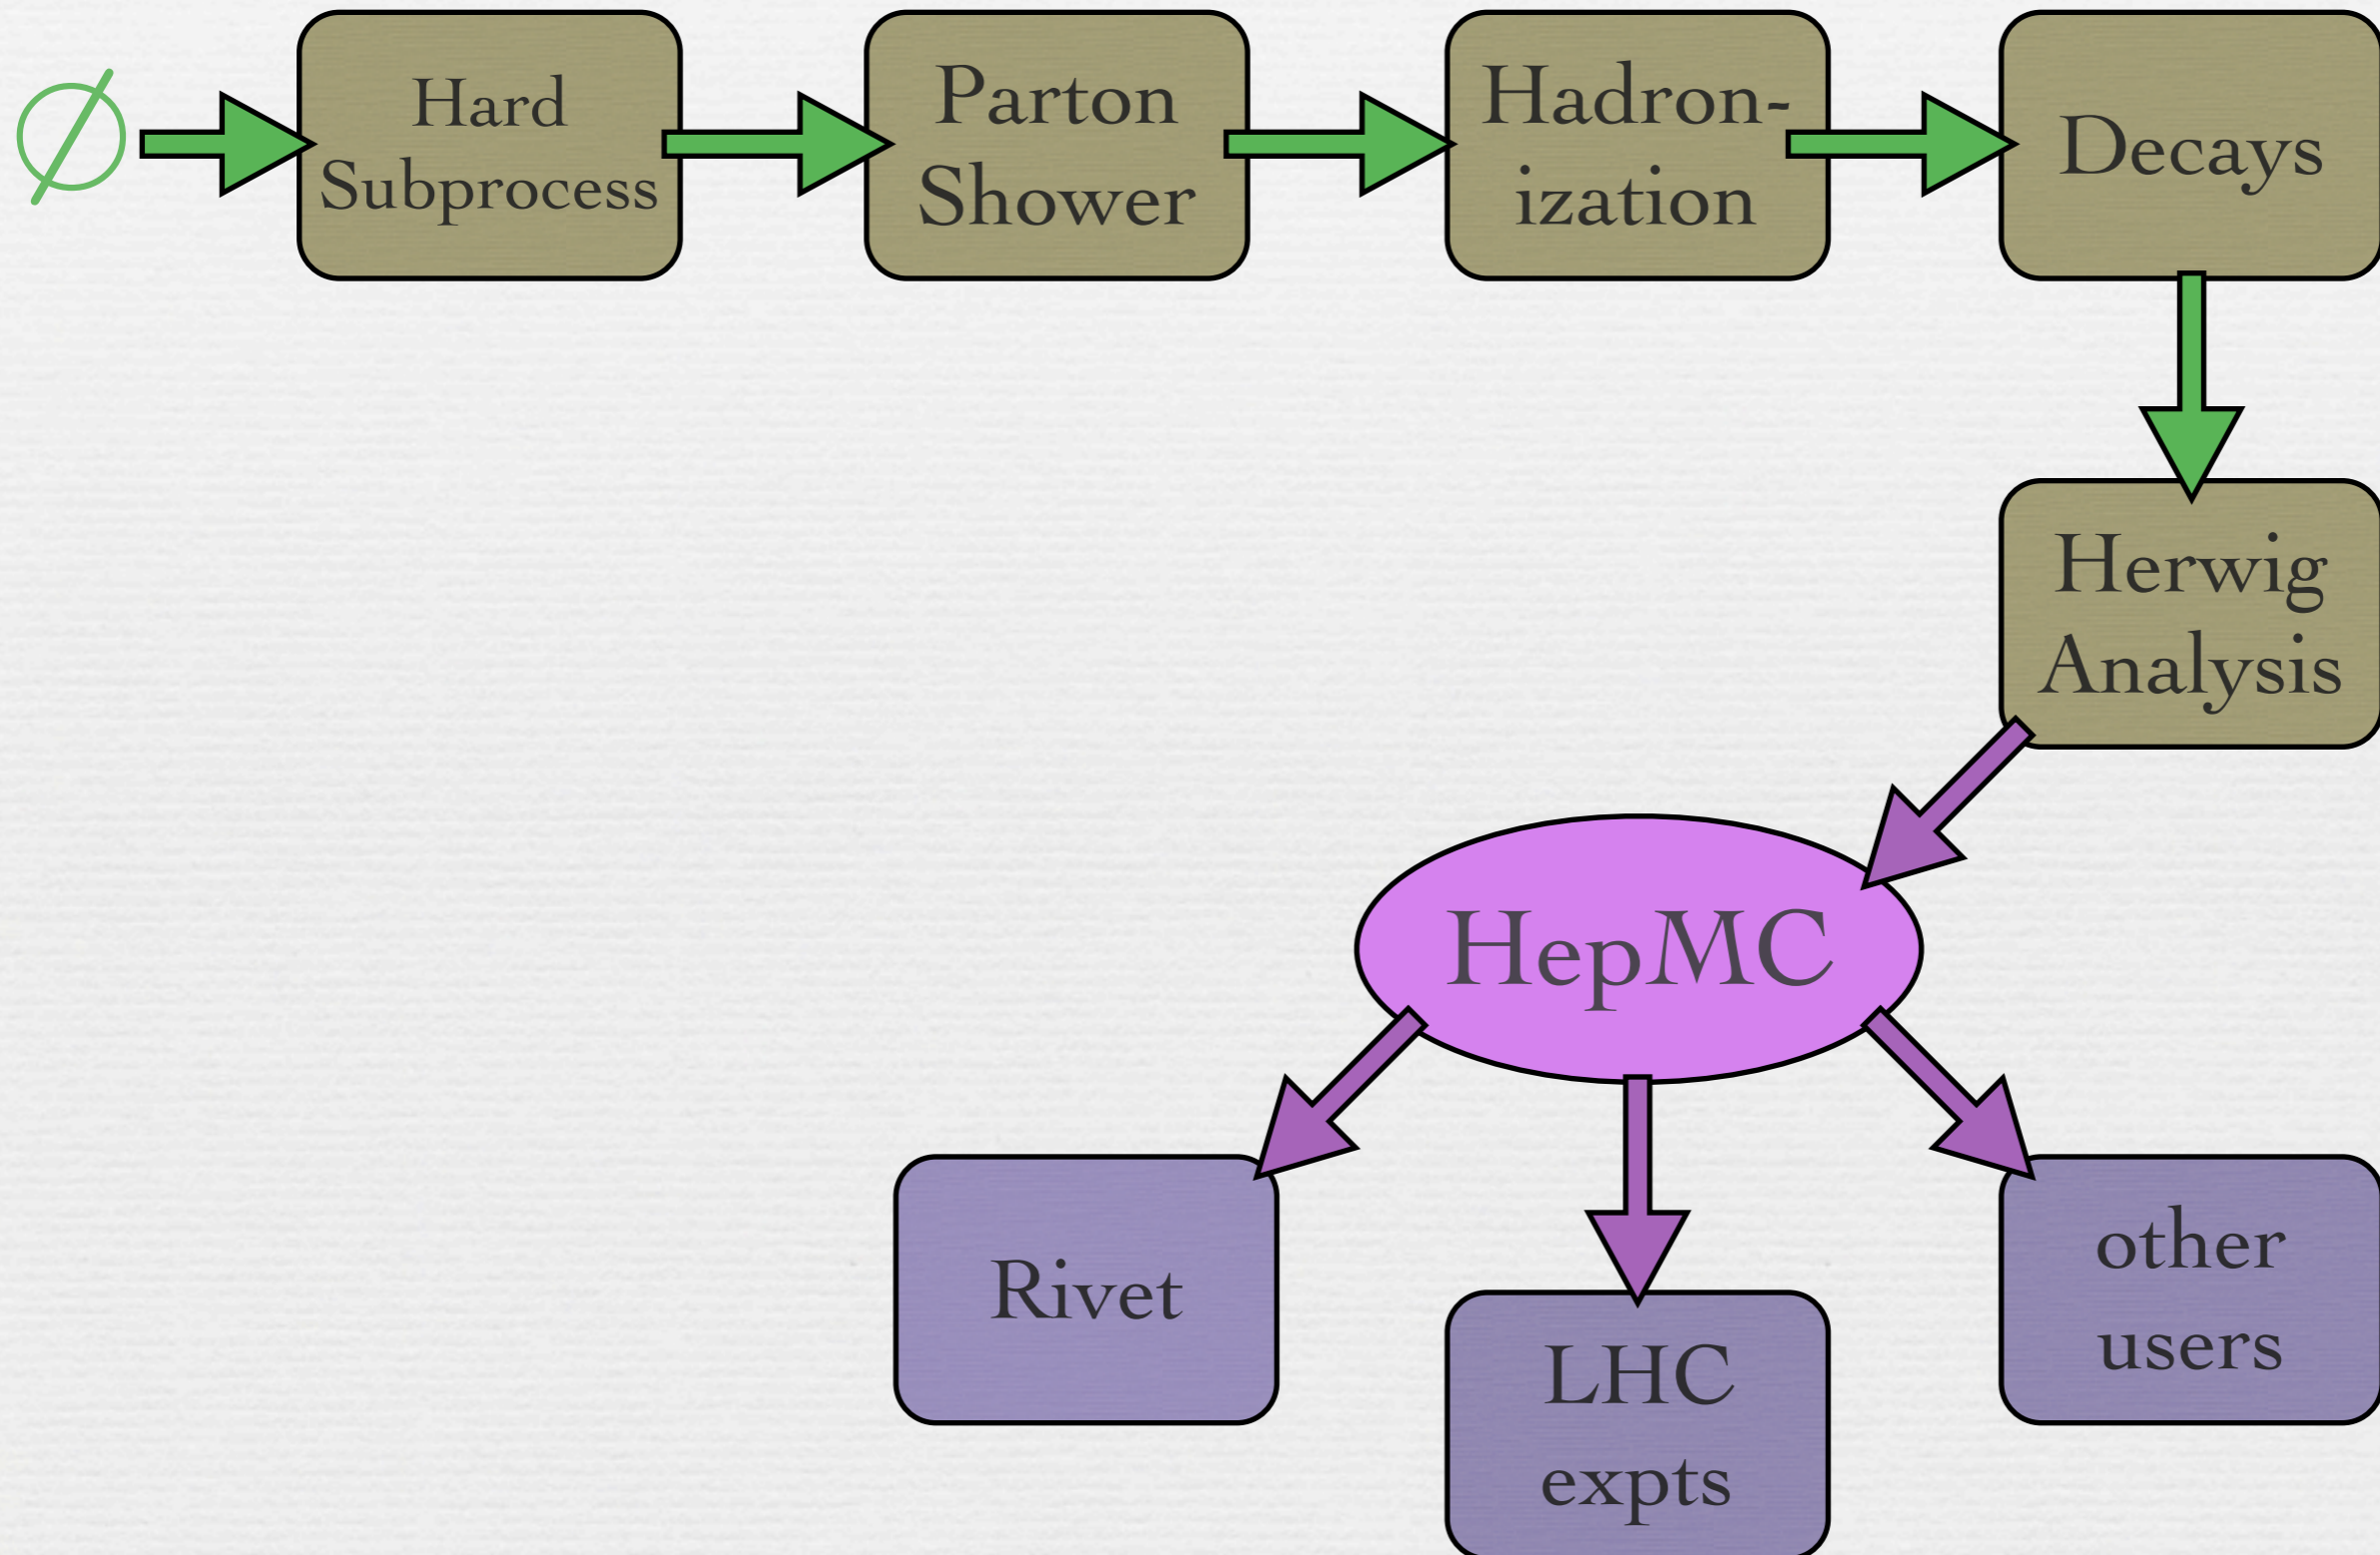 ∅
Hard
Subprocess
Parton
Shower
Hadron-
ization
Decays
Herwig
Analysis
HepMC
Rivet
LHC
expts
other
users